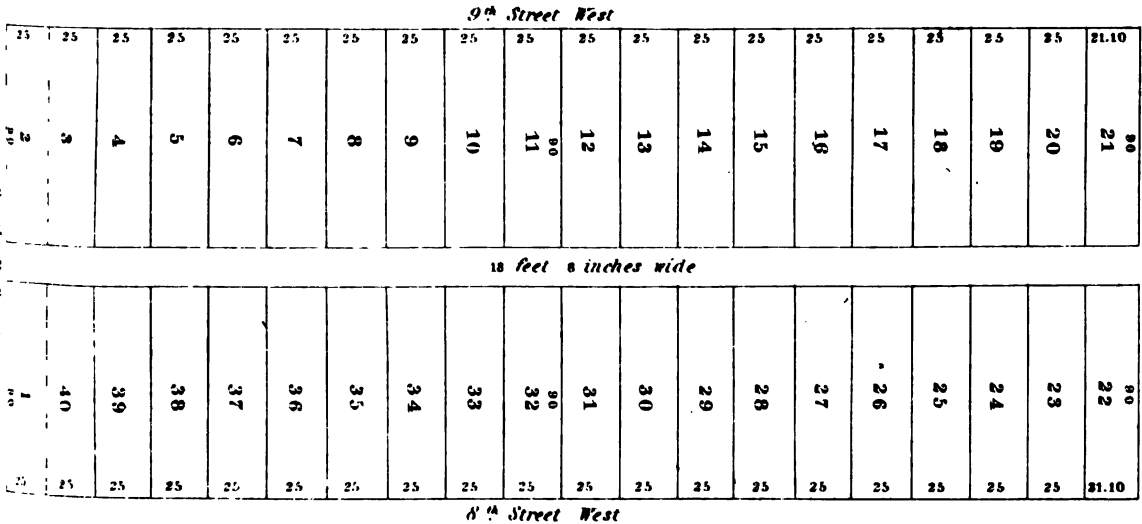 9th Street West
25 25 25 25 25 25 25 25 25 25 25 25 25 25 25 25 25 25 25 21.10
2 3 4 5 6 7 8 9 10 11 90 12 13 14 15 16 17 18 19 20 21 90
18 feet 6 inches wide
1 40 39 38 37 36 35 34 33 32 90 31 30 29 28 27 26 25 24 23 22 90
25 25 25 25 25 25 25 25 25 25 25 25 25 25 25 25 25 25 25 21.10
8th Street West